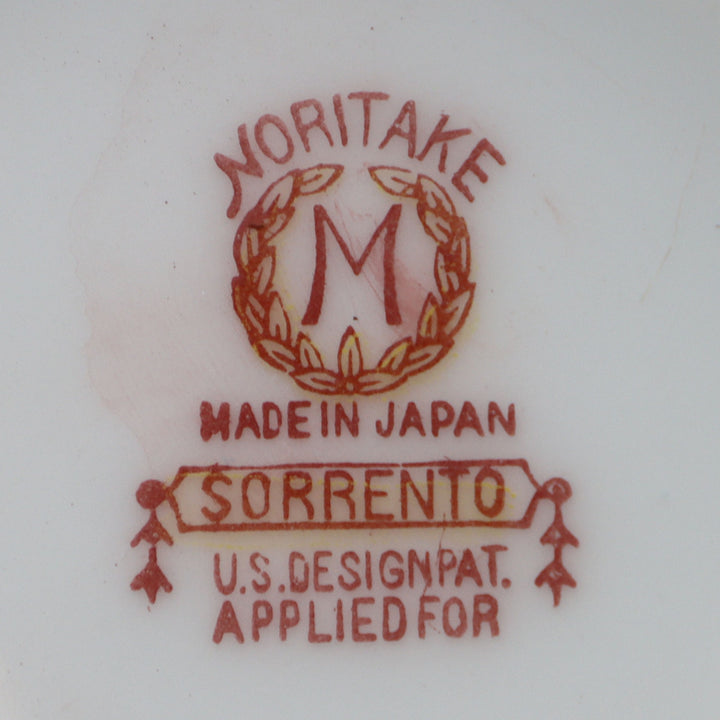 NORITAKE
M
MADE IN JAPAN
SORRENTO
U.S. DESIGN PAT.
APPLIED FOR